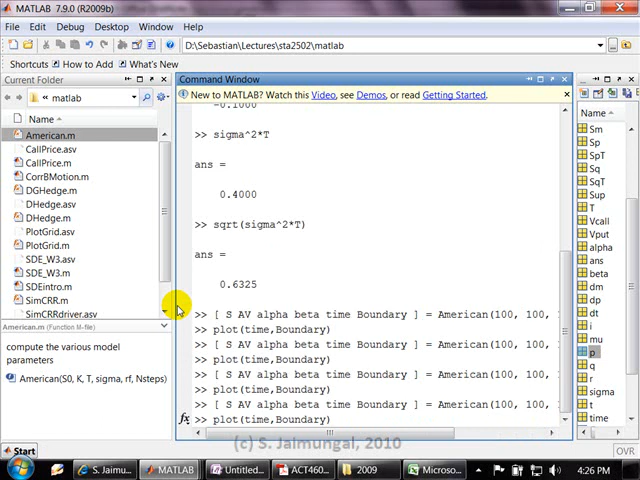 MATLAB 7.9.0 (R2009b)
File Edit Debug Desktop Window Help
D:\Sebastian\Lectures\sta2502\matlab
Shortcuts How to Add What's New
Current Folder
matlab
Name
American.m
CallPrice.asv
CallPrice.m
CorrBMotion.m
DGHedge.m
DHedge.asv
DHedge.m
PlotGrid.asv
PlotGrid.m
SDE_W3.asv
SDE_W3.m
SDEintro.m
SimCRR.m
SimCRRdriver.asv
American.m (Function M-file)
compute the various model
parameters
American(S0, K, T, sigma, rf, Nsteps)
Command Window
New to MATLAB? Watch this Video, see Demos, or read Getting Started.
-0.1000
>> sigma^2*T
ans =
0.4000
>> sqrt(sigma^2*T)
ans =
0.6325
>> [ S AV alpha beta time Boundary ] = American(100, 100, 
>> plot(time,Boundary)
>> [ S AV alpha beta time Boundary ] = American(100, 100, 
>> plot(time,Boundary)
>> [ S AV alpha beta time Boundary ] = American(100, 100, 
>> plot(time,Boundary)
>> [ S AV alpha beta time Boundary ] = American(100, 100, 
fx >> plot(time,Boundary)
Name
Sm
Sp
SpT
Sq
SqT
Sup
T
Vcall
Vput
alpha
ans
beta
dm
dp
dt
i
mu
p
q
r
sigma
t
time
(c) S. Jaimungal, 2010
Start
OVR
S. Jaimu...
MATLAB
Untitled...
ACT460...
2009
Microso...
4:26 PM